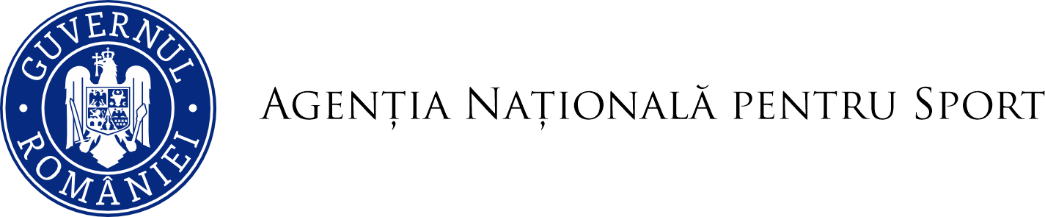 GUVERNUL
ROMÂNIEI
AGENȚIA NAȚIONALĂ PENTRU SPORT